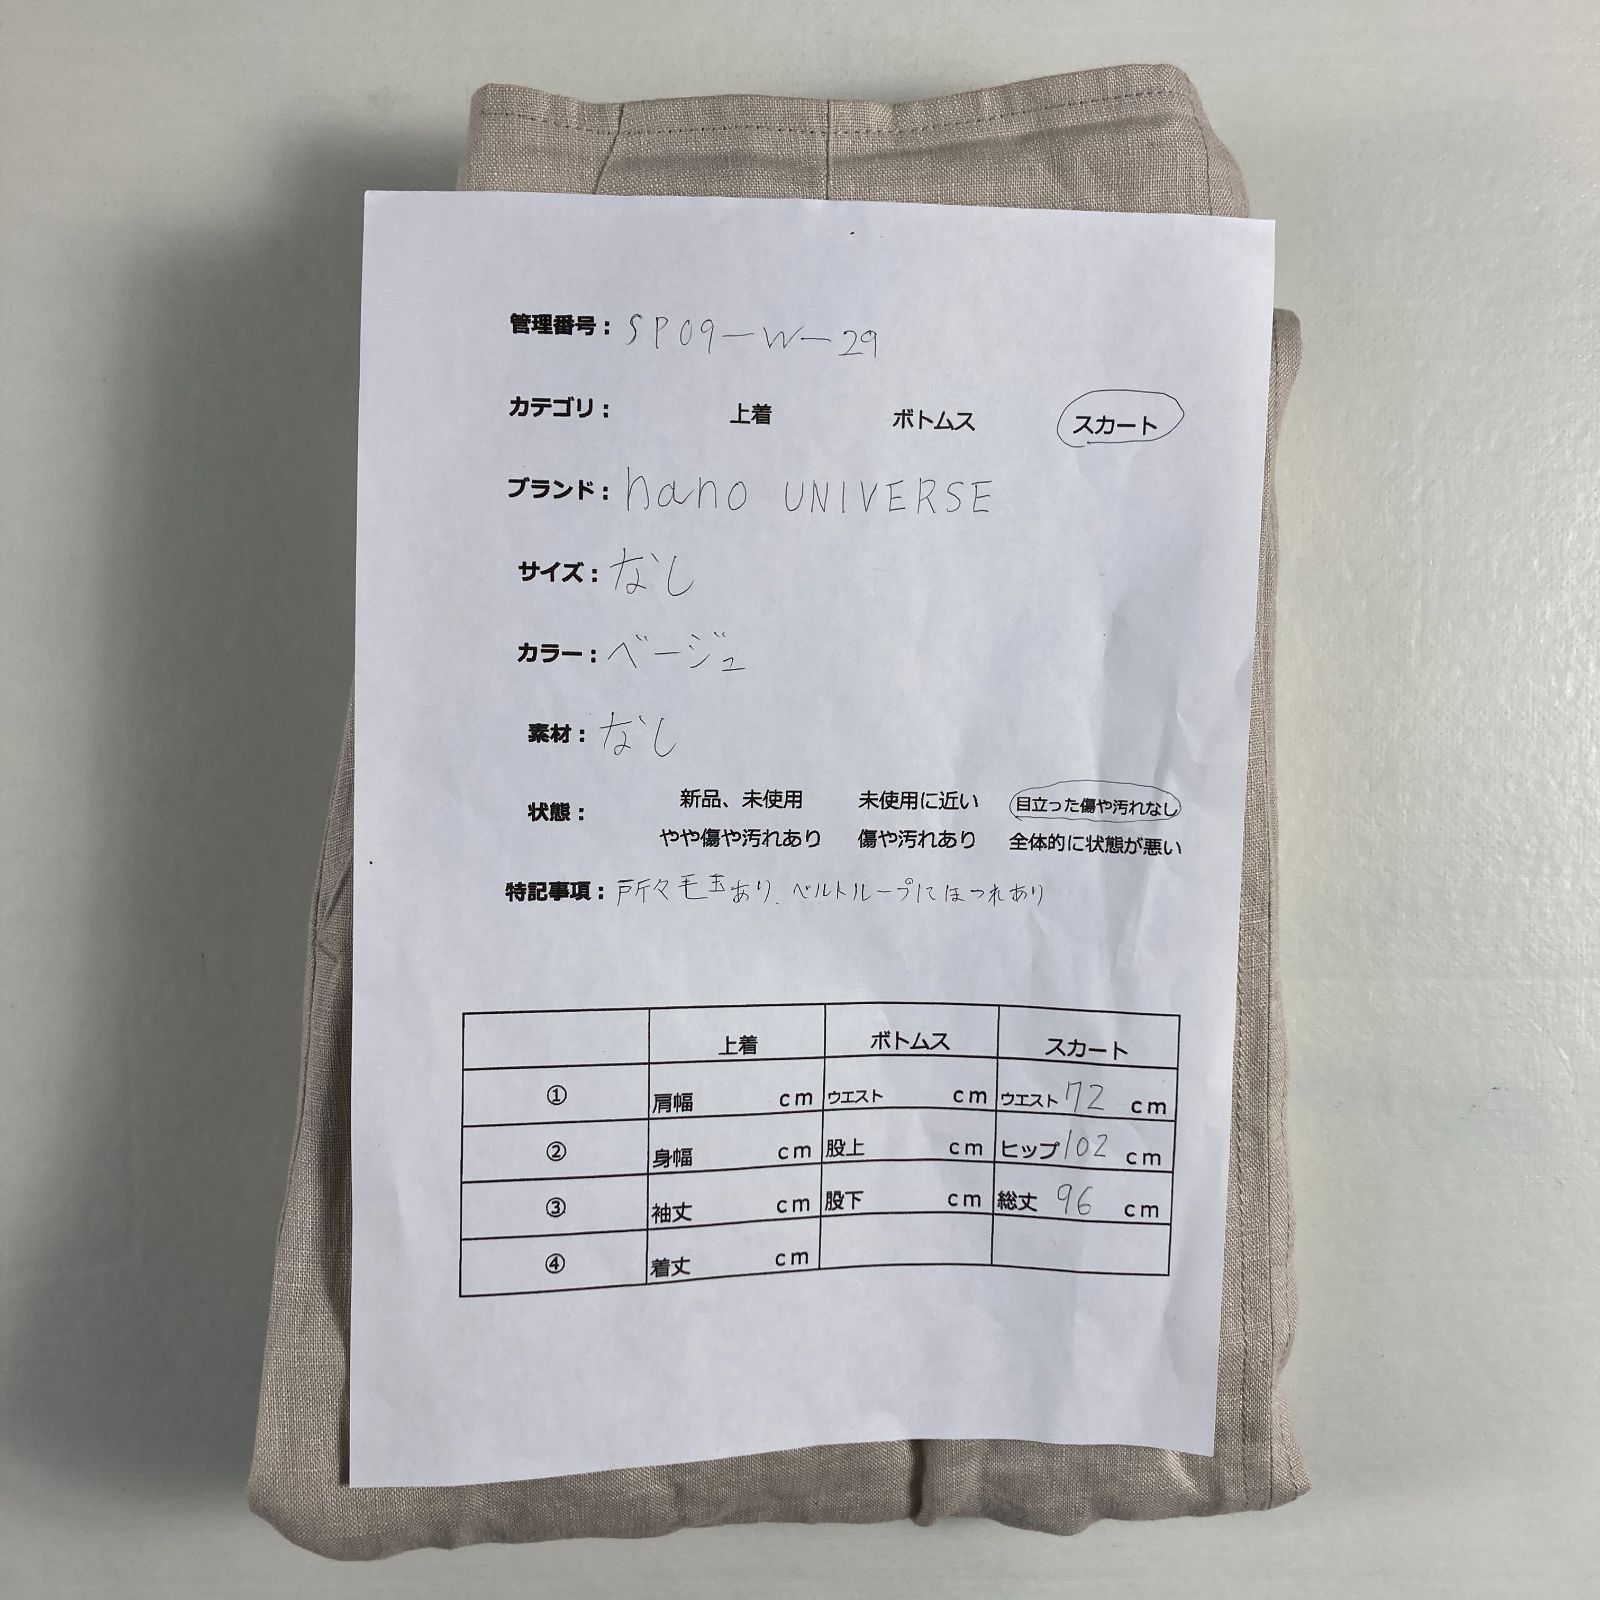 管理番号： SP09-W-29
カテゴリ： 上着 ボトムス スカート
ブランド： nano UNIVERSE
サイズ： なし
カラー： ベージュ
素材： なし
状態： 新品、未使用 未使用に近い 目立った傷や汚れなし
やや傷や汚れあり 傷や汚れあり 全体的に状態が悪い
特記事項： 所々毛玉あり、ベルトループにほつれあり
上着 ボトムス スカート
① 肩幅 cm ウエスト cm ウエスト 72 cm
② 身幅 cm 股上 cm ヒップ 102 cm
③ 袖丈 cm 股下 cm 総丈 96 cm
④ 着丈 cm